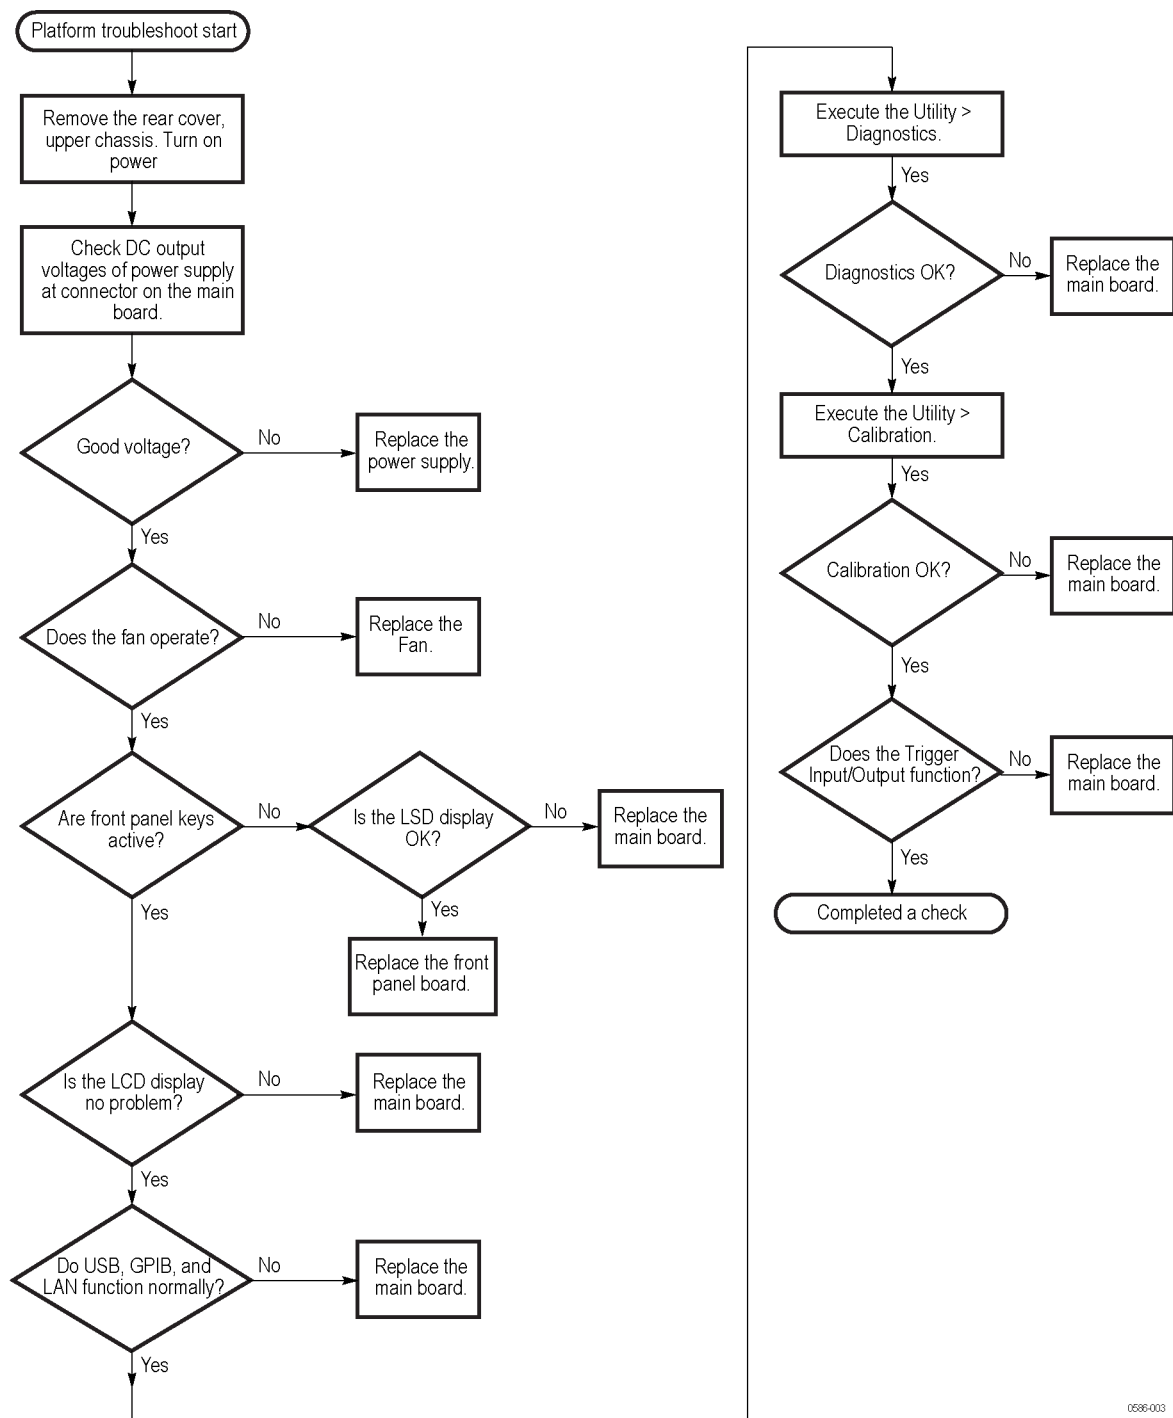 Platform troubleshoot start
Remove the rear cover,
upper chassis. Turn on
power
Check DC output
voltages of power supply
at connector on the main
board.
Good voltage?
No
Replace the
power supply.
Yes
Does the fan operate?
No
Replace the
Fan.
Yes
Are front panel keys
active?
No
Is the LSD display
OK?
No
Replace the
main board.
Yes
Replace the front
panel board.
Yes
Is the LCD display
no problem?
No
Replace the
main board.
Yes
Do USB, GPIB, and
LAN function normally?
No
Replace the
main board.
Yes
Execute the Utility >
Diagnostics.
Yes
Diagnostics OK?
No
Replace the
main board.
Yes
Execute the Utility >
Calibration.
Yes
Calibration OK?
No
Replace the
main board.
Yes
Does the Trigger
Input/Output function?
No
Replace the
main board.
Yes
Completed a check
0586-003